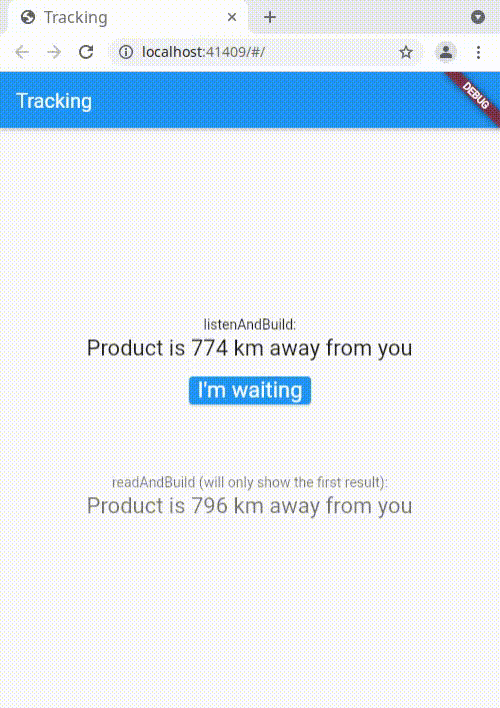 Tracking
localhost:41409/#/
Tracking
DEBUG
listenAndBuild:
Product is 774 km away from you
I'm waiting
readAndBuild (will only show the first result):
Product is 796 km away from you